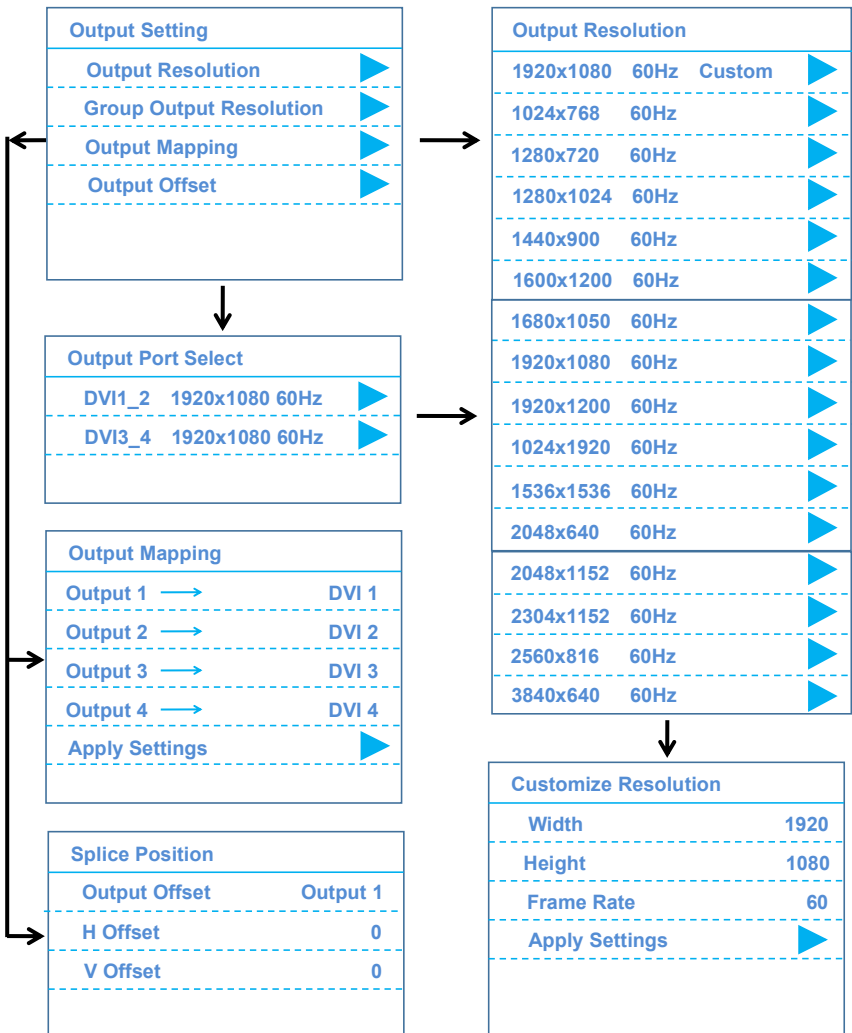 Output Setting
Output Resolution
Group Output Resolution
Output Mapping
Output Offset
Output Port Select
DVI1_2 1920x1080 60Hz
DVI3_4 1920x1080 60Hz
Output Mapping
Output 1 → DVI 1
Output 2 → DVI 2
Output 3 → DVI 3
Output 4 → DVI 4
Apply Settings
Splice Position
Output Offset Output 1
H Offset 0
V Offset 0
Output Resolution
1920x1080 60Hz Custom
1024x768 60Hz
1280x720 60Hz
1280x1024 60Hz
1440x900 60Hz
1600x1200 60Hz
1680x1050 60Hz
1920x1080 60Hz
1920x1200 60Hz
1024x1920 60Hz
1536x1536 60Hz
2048x640 60Hz
2048x1152 60Hz
2304x1152 60Hz
2560x816 60Hz
3840x640 60Hz
Customize Resolution
Width 1920
Height 1080
Frame Rate 60
Apply Settings